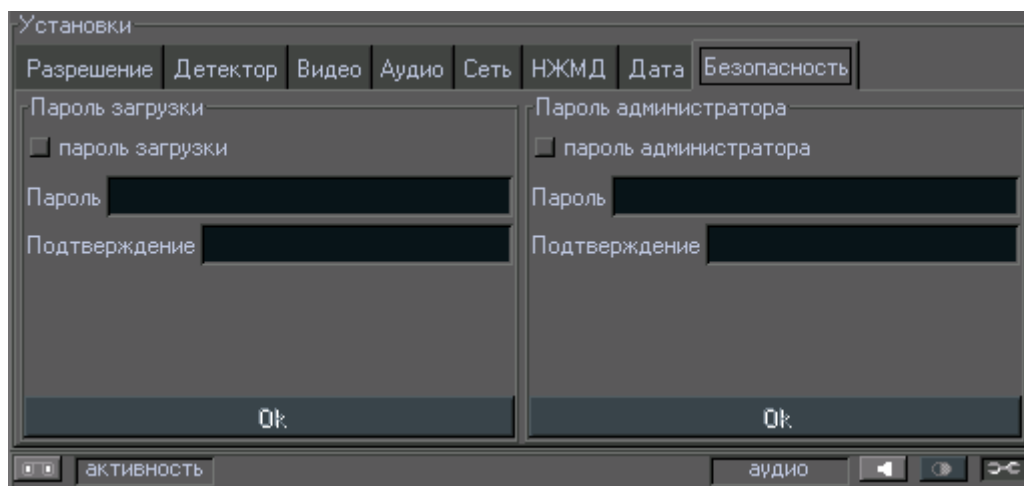 Установки
Разрешение Детектор Видео Аудио Сеть НЖМД Дата Безопасность
Пароль загрузки
пароль загрузки
Пароль
Подтверждение
Ok
Пароль администратора
пароль администратора
Пароль
Подтверждение
Ok
активность аудио